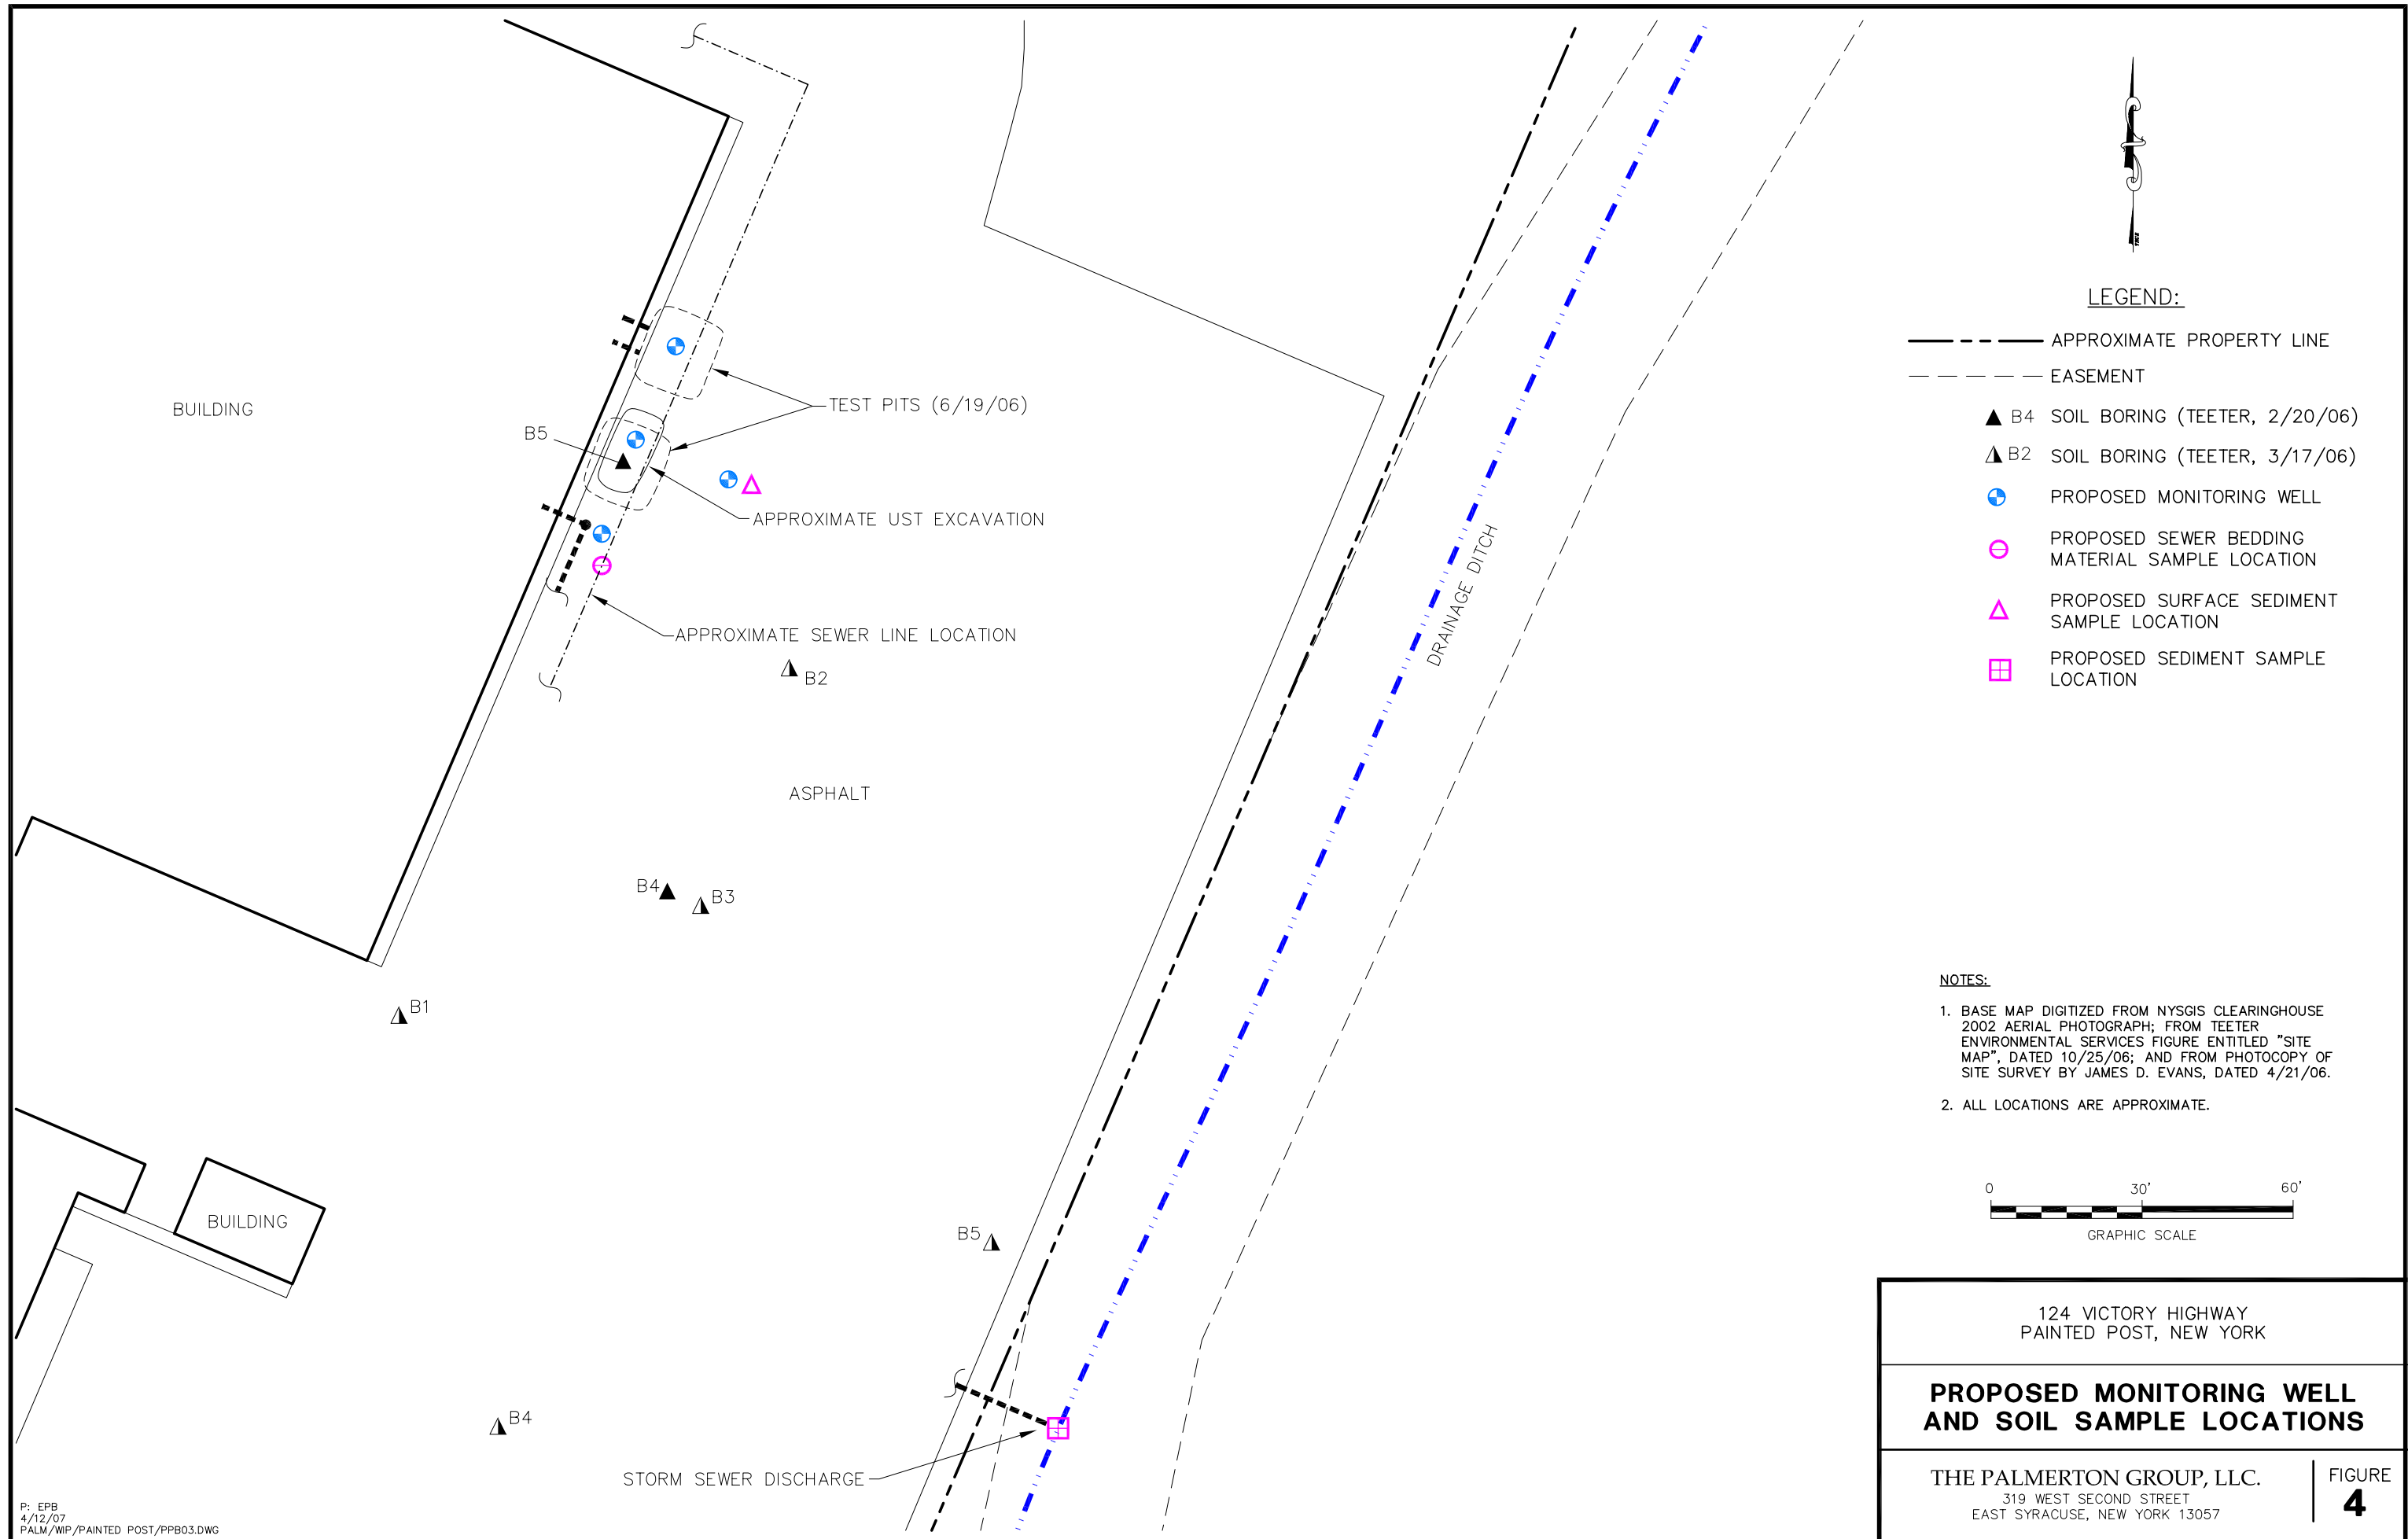 BUILDING
B5
TEST PITS (6/19/06)
APPROXIMATE UST EXCAVATION
APPROXIMATE SEWER LINE LOCATION
B2
ASPHALT
DRAINAGE DITCH
B4
B3
B1
BUILDING
B5
B4
STORM SEWER DISCHARGE
P: EPB
4/12/07
PALM/WIP/PAINTED POST/PPB03.DWG
LEGEND:
APPROXIMATE PROPERTY LINE
EASEMENT
B4 SOIL BORING (TEETER, 2/20/06)
B2 SOIL BORING (TEETER, 3/17/06)
PROPOSED MONITORING WELL
PROPOSED SEWER BEDDING
MATERIAL SAMPLE LOCATION
PROPOSED SURFACE SEDIMENT
SAMPLE LOCATION
PROPOSED SEDIMENT SAMPLE
LOCATION
NOTES:
1. BASE MAP DIGITIZED FROM NYSGIS CLEARINGHOUSE
2002 AERIAL PHOTOGRAPH; FROM TEETER
ENVIRONMENTAL SERVICES FIGURE ENTITLED "SITE
MAP", DATED 10/25/06; AND FROM PHOTOCOPY OF
SITE SURVEY BY JAMES D. EVANS, DATED 4/21/06.
2. ALL LOCATIONS ARE APPROXIMATE.
0 30' 60'
GRAPHIC SCALE
124 VICTORY HIGHWAY
PAINTED POST, NEW YORK
PROPOSED MONITORING WELL
AND SOIL SAMPLE LOCATIONS
THE PALMERTON GROUP, LLC.
319 WEST SECOND STREET
EAST SYRACUSE, NEW YORK 13057
FIGURE
4